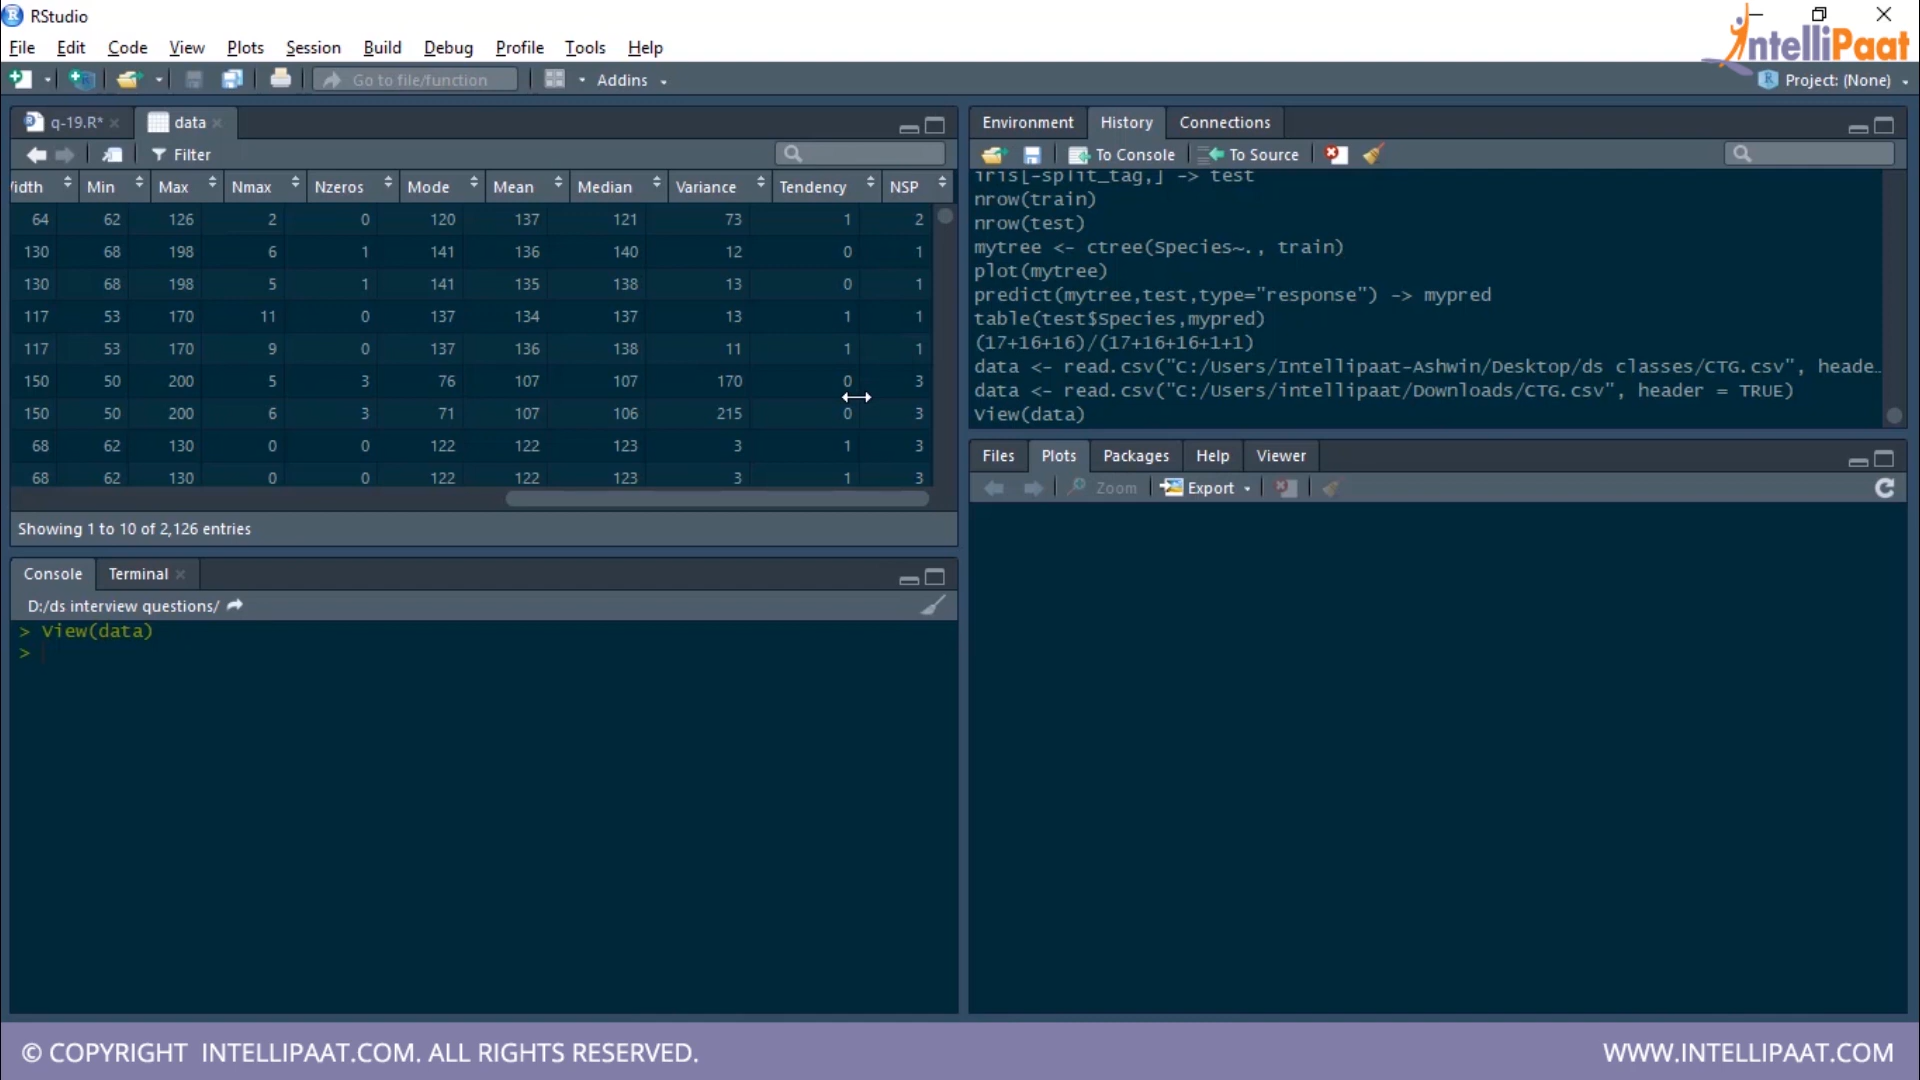 RStudio
IntelliPaat
File Edit Code View Plots Session Build Debug Profile Tools Help
Go to file/function Addins Project: (None)
q-19.R* data
Filter
Min Max Nmax Nzeros Mode Mean Median Variance Tendency NSP
64 62 126 2 0 120 137 121 73 1 2
130 68 198 6 1 141 136 140 12 0 1
130 68 198 5 1 141 135 138 13 0 1
117 53 170 11 0 137 134 137 13 1 1
117 53 170 9 0 137 136 138 11 1 1
150 50 200 5 3 76 107 107 170 0 3
150 50 200 6 3 71 107 106 215 0 3
68 62 130 0 0 122 122 123 3 1 3
68 62 130 0 0 122 122 123 3 1 3
Showing 1 to 10 of 2,126 entries
Console Terminal
D:/ds interview questions/
> View(data)
>
Environment History Connections
To Console To Source
iris[-split_tag,] -> test
nrow(train)
nrow(test)
mytree <- ctree(Species~., train)
plot(mytree)
predict(mytree,test,type="response") -> mypred
table(test$Species,mypred)
(17+16+16)/(17+16+16+1+1)
data <- read.csv("C:/Users/Intellipaat-Ashwin/Desktop/ds classes/CTG.csv", heade…
data <- read.csv("C:/Users/intellipaat/Downloads/CTG.csv", header = TRUE)
View(data)
Files Plots Packages Help Viewer
Zoom Export
© COPYRIGHT INTELLIPAAT.COM. ALL RIGHTS RESERVED.
WWW.INTELLIPAAT.COM